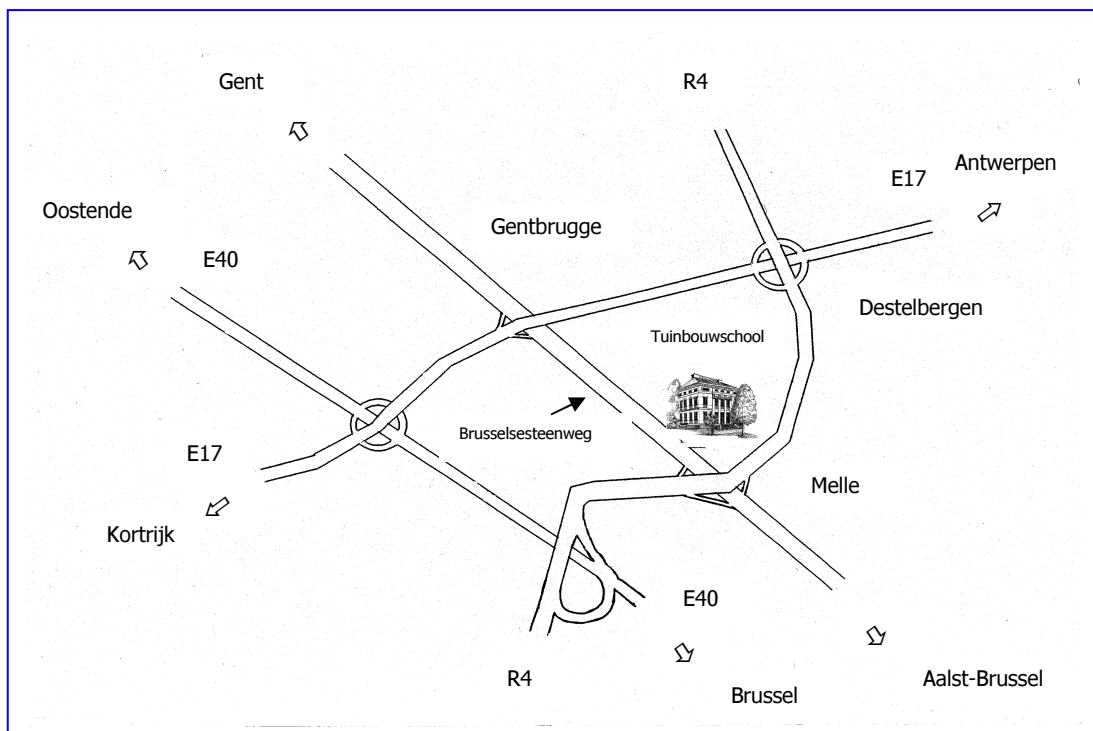 Gent
R4
Antwerpen
E17
Oostende
Gentbrugge
E40
Destelbergen
Tuinbouwschool
Brusselsesteenweg
E17
Melle
Kortrijk
E40
R4
Aalst-Brussel
Brussel